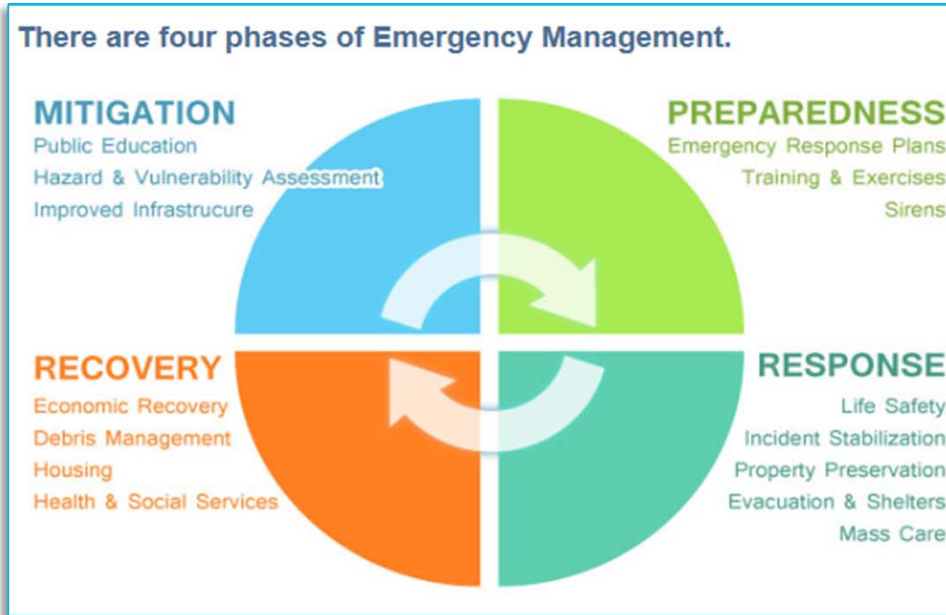 There are four phases of Emergency Management.
MITIGATION
Public Education
Hazard & Vulnerability Assessment
Improved Infrastrucure
PREPAREDNESS
Emergency Response Plans
Training & Exercises
Sirens
RECOVERY
Economic Recovery
Debris Management
Housing
Health & Social Services
RESPONSE
Life Safety
Incident Stabilization
Property Preservation
Evacuation & Shelters
Mass Care